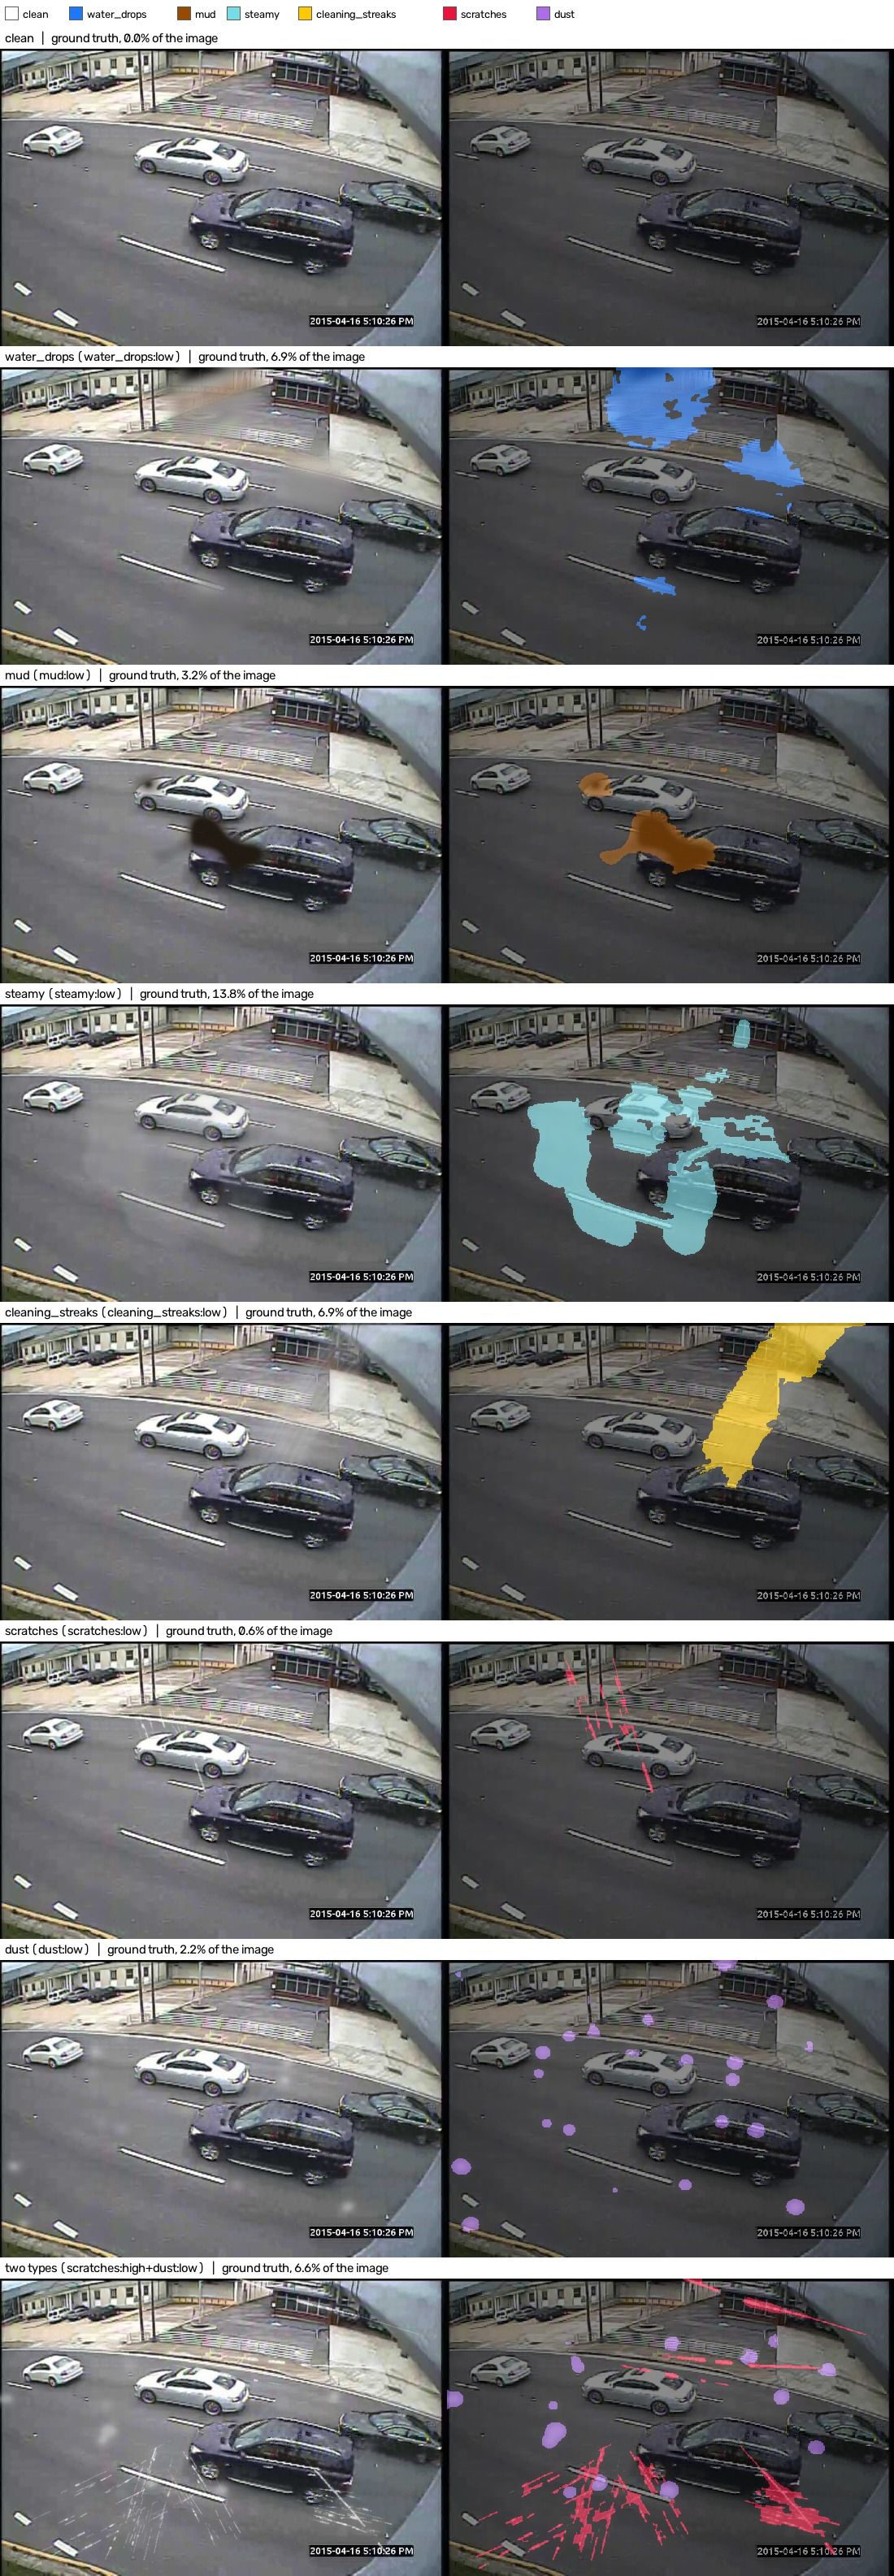 clean water_drops mud steamy cleaning_streaks scratches dust
clean | ground truth, 0.0% of the image
2015-04-16 5:10:26 PM 2015-04-16 5:10:26 PM
water_drops (water_drops:low) | ground truth, 6.9% of the image
2015-04-16 5:10:26 PM 2015-04-16 5:10:26 PM
mud (mud:low) | ground truth, 3.2% of the image
2015-04-16 5:10:26 PM 2015-04-16 5:10:26 PM
steamy (steamy:low) | ground truth, 13.8% of the image
2015-04-16 5:10:26 PM 2015-04-16 5:10:26 PM
cleaning_streaks (cleaning_streaks:low) | ground truth, 6.9% of the image
2015-04-16 5:10:26 PM 2015-04-16 5:10:26 PM
scratches (scratches:low) | ground truth, 0.6% of the image
2015-04-16 5:10:26 PM 2015-04-16 5:10:26 PM
dust (dust:low) | ground truth, 2.2% of the image
2015-04-16 5:10:26 PM 2015-04-16 5:10:26 PM
two types (scratches:high+dust:low) | ground truth, 6.6% of the image
2015-04-16 5:10:26 PM 2015-04-16 5:10:26 PM